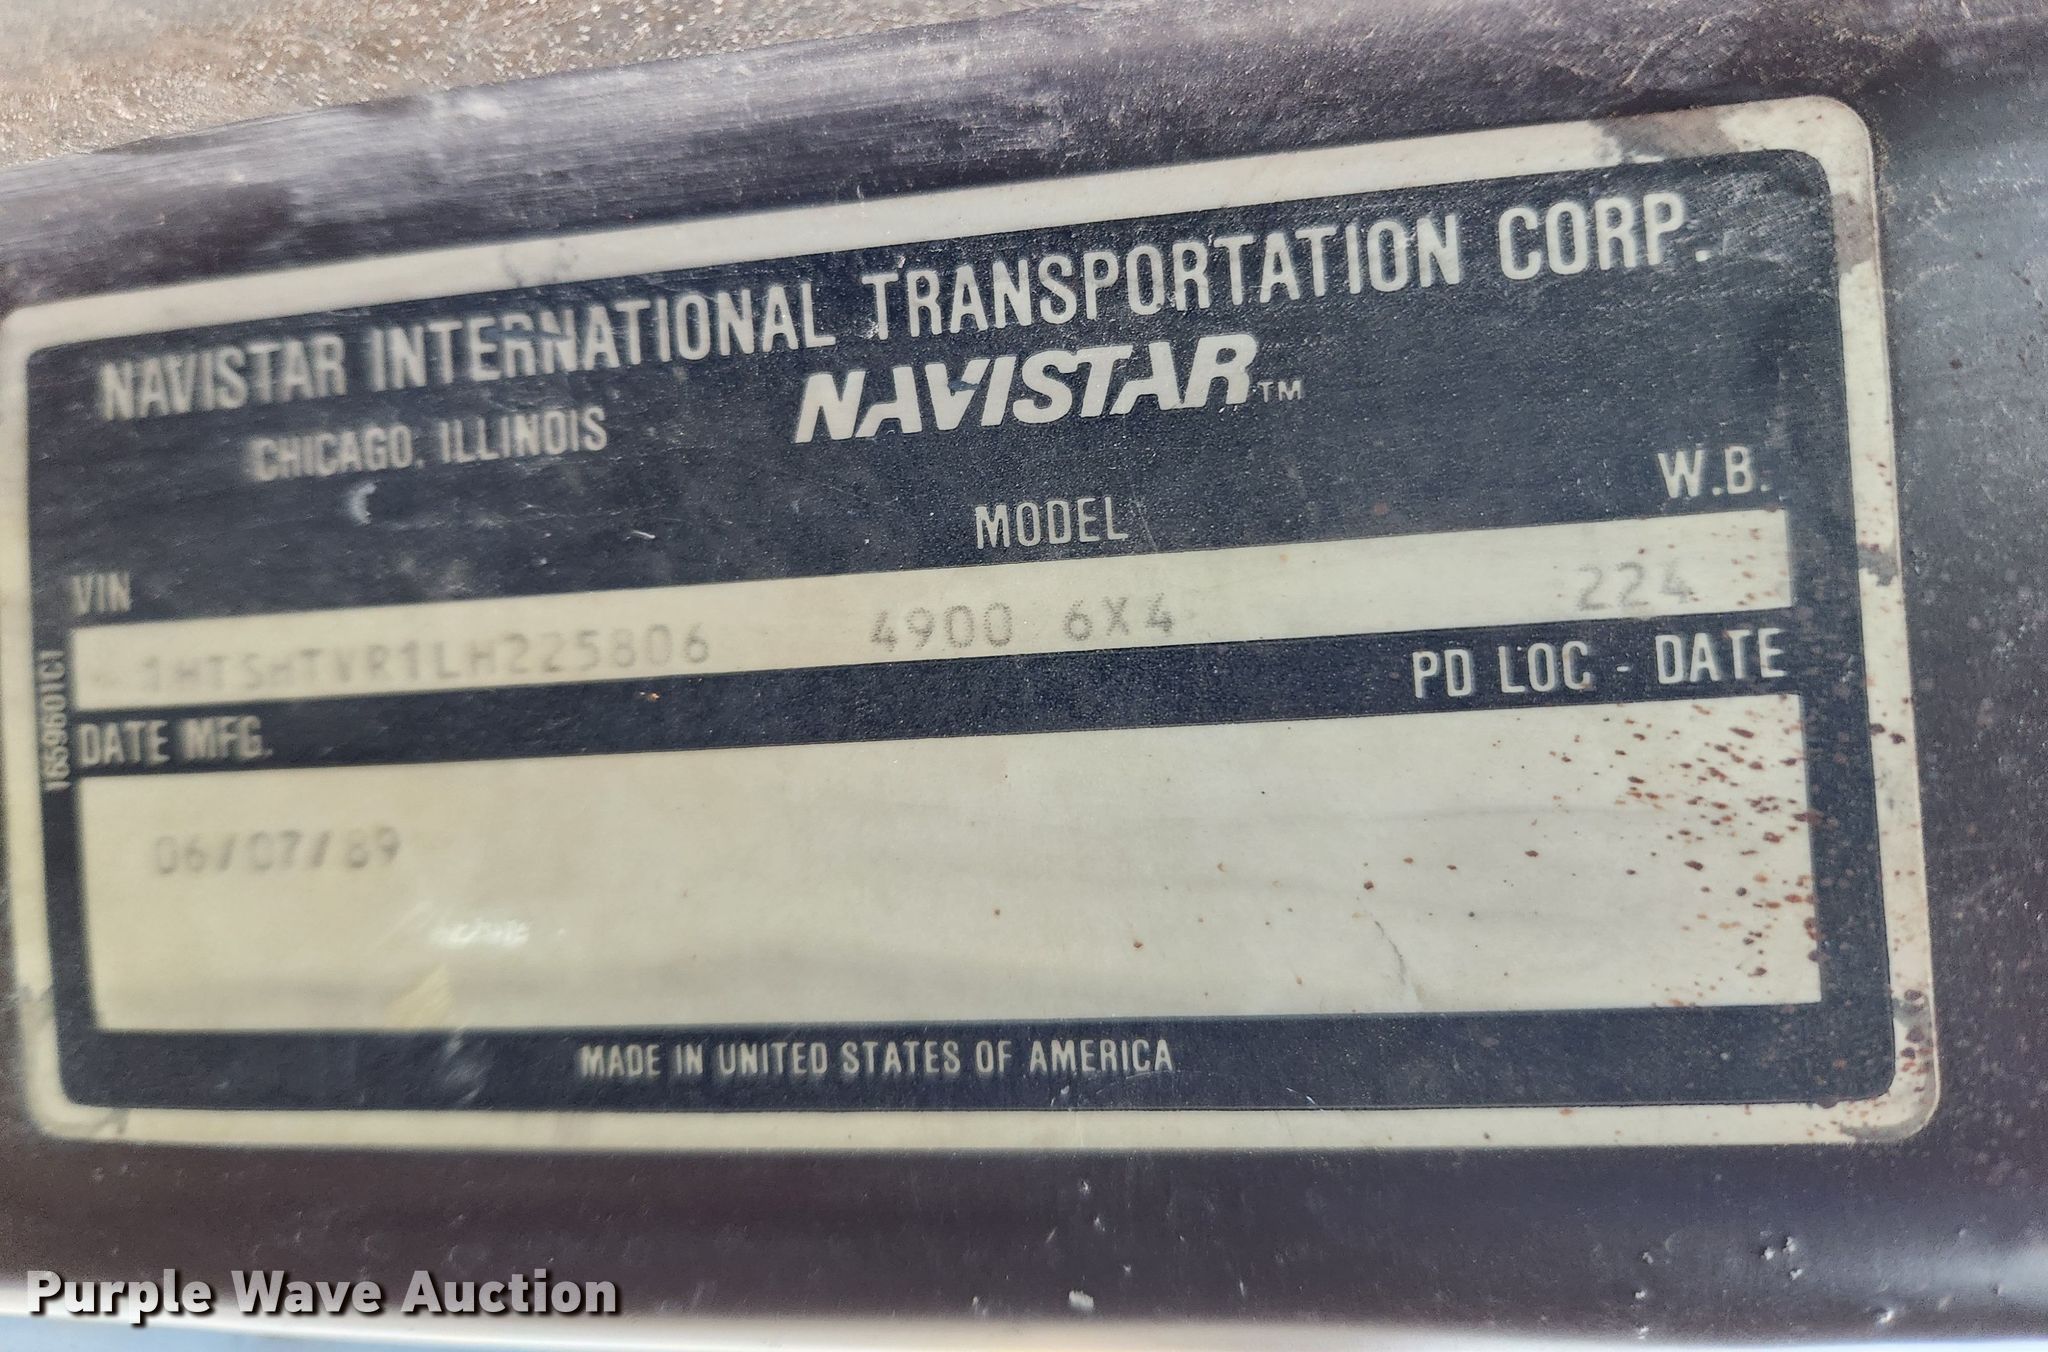 NAVISTAR INTERNATIONAL TRANSPORTATION CORP.
CHICAGO, ILLINOIS
NAVISTAR™
VIN MODEL W.B.
4900 6X4 224
DATE MFG. PD LOC - DATE
06/07/89
MADE IN UNITED STATES OF AMERICA
1659601C1
Purple Wave Auction